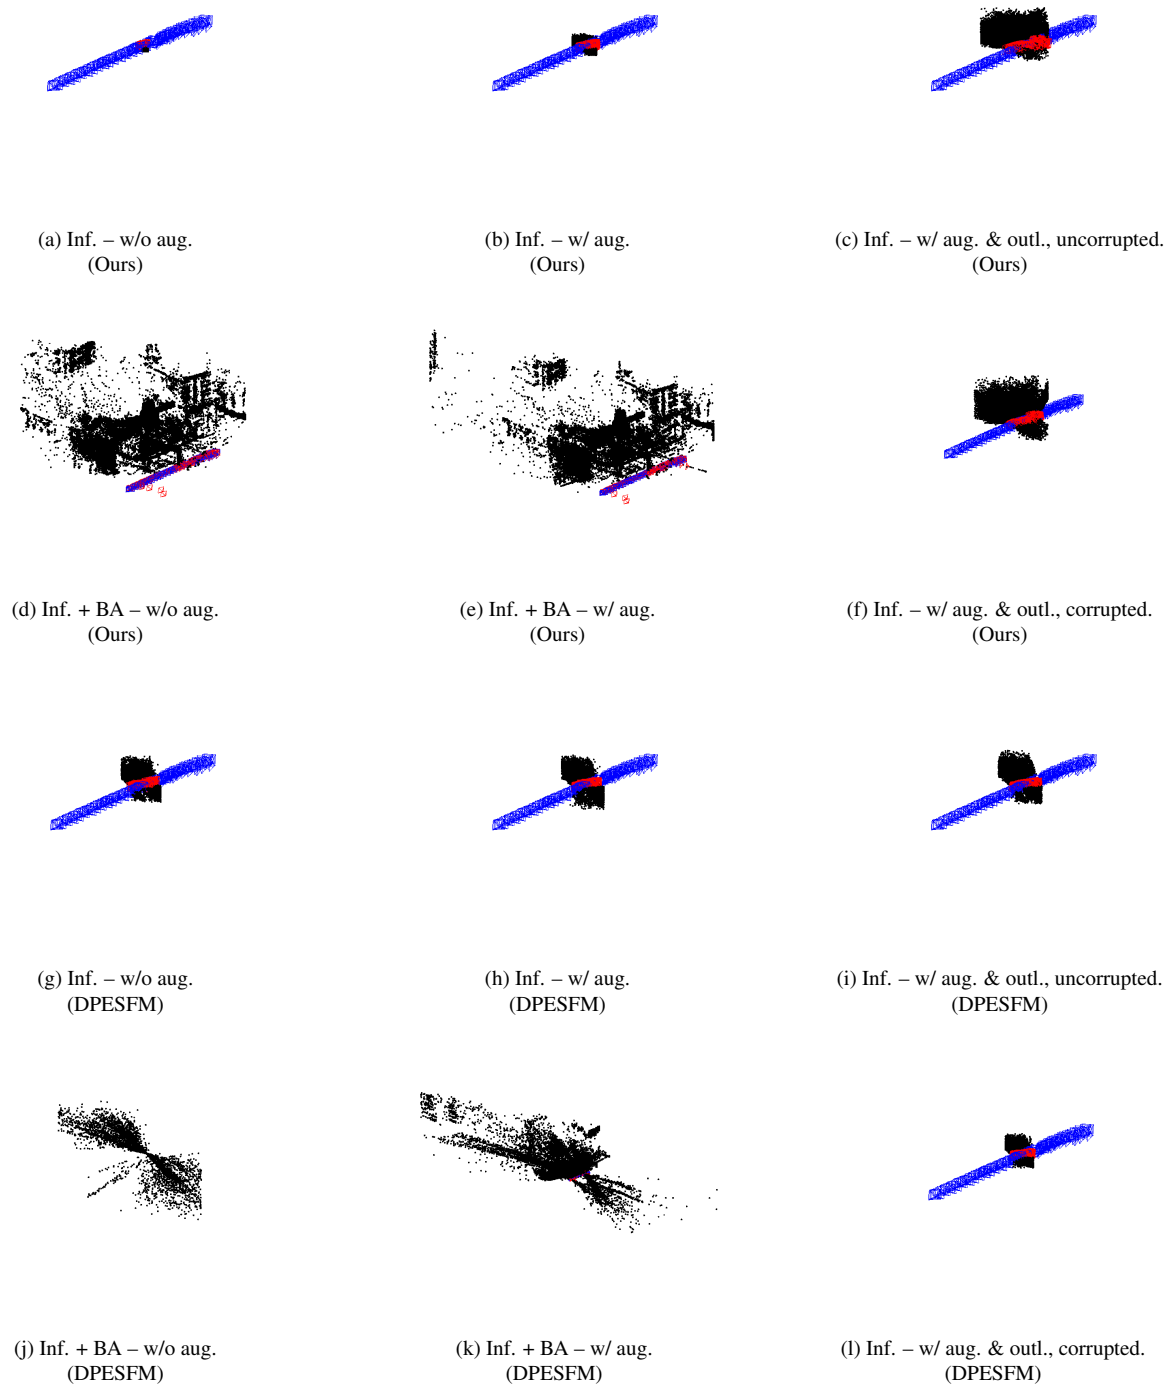 (a) Inf. – w/o aug.
(Ours)
(b) Inf. – w/ aug.
(Ours)
(c) Inf. – w/ aug. & outl., uncorrupted.
(Ours)
(d) Inf. + BA – w/o aug.
(Ours)
(e) Inf. + BA – w/ aug.
(Ours)
(f) Inf. – w/ aug. & outl., corrupted.
(Ours)
(g) Inf. – w/o aug.
(DPESFM)
(h) Inf. – w/ aug.
(DPESFM)
(i) Inf. – w/ aug. & outl., uncorrupted.
(DPESFM)
(j) Inf. + BA – w/o aug.
(DPESFM)
(k) Inf. + BA – w/ aug.
(DPESFM)
(l) Inf. – w/ aug. & outl., corrupted.
(DPESFM)